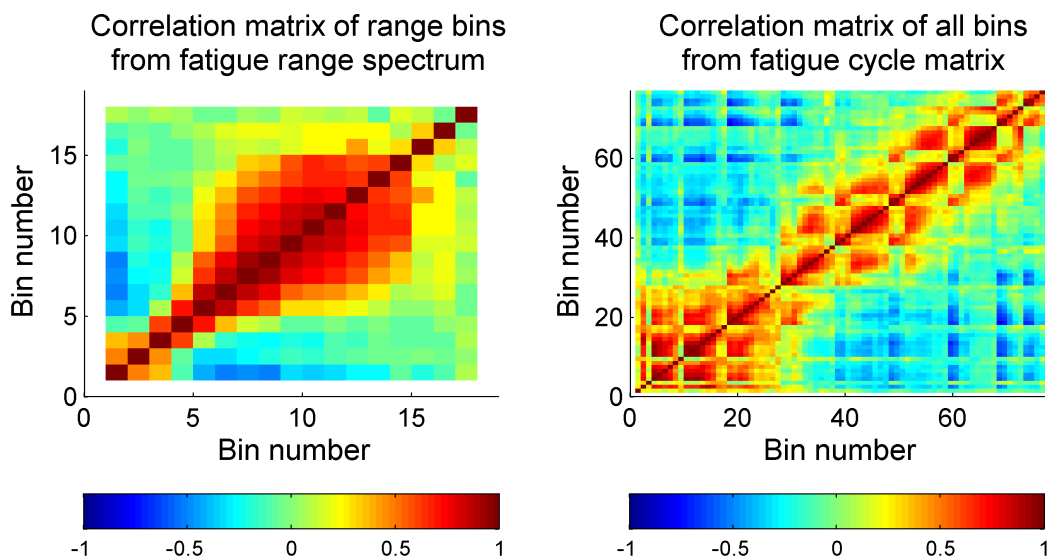 Correlation matrix of range bins
from fatigue range spectrum
Correlation matrix of all bins
from fatigue cycle matrix
Bin number
15
10
5
0
0 5 10 15
Bin number
Bin number
60
40
20
0
0 20 40 60
Bin number
-1 -0.5 0 0.5 1
-1 -0.5 0 0.5 1